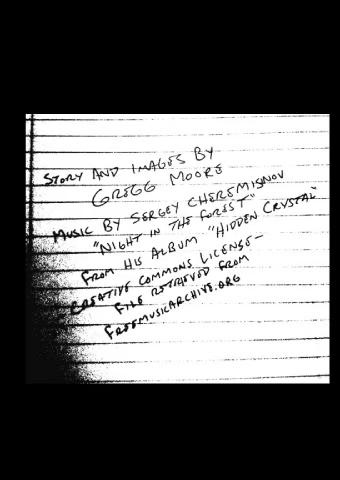 STORY AND IMAGES BY
GREGG MOORE
MUSIC BY SERGEY CHEREMISNOV
"NIGHT IN THE FOREST"
FROM HIS ALBUM "HIDDEN CRYSTAL"
CREATIVE COMMONS LICENSE—
FILE RETRIEVED FROM
FREEMUSICARCHIVE.ORG